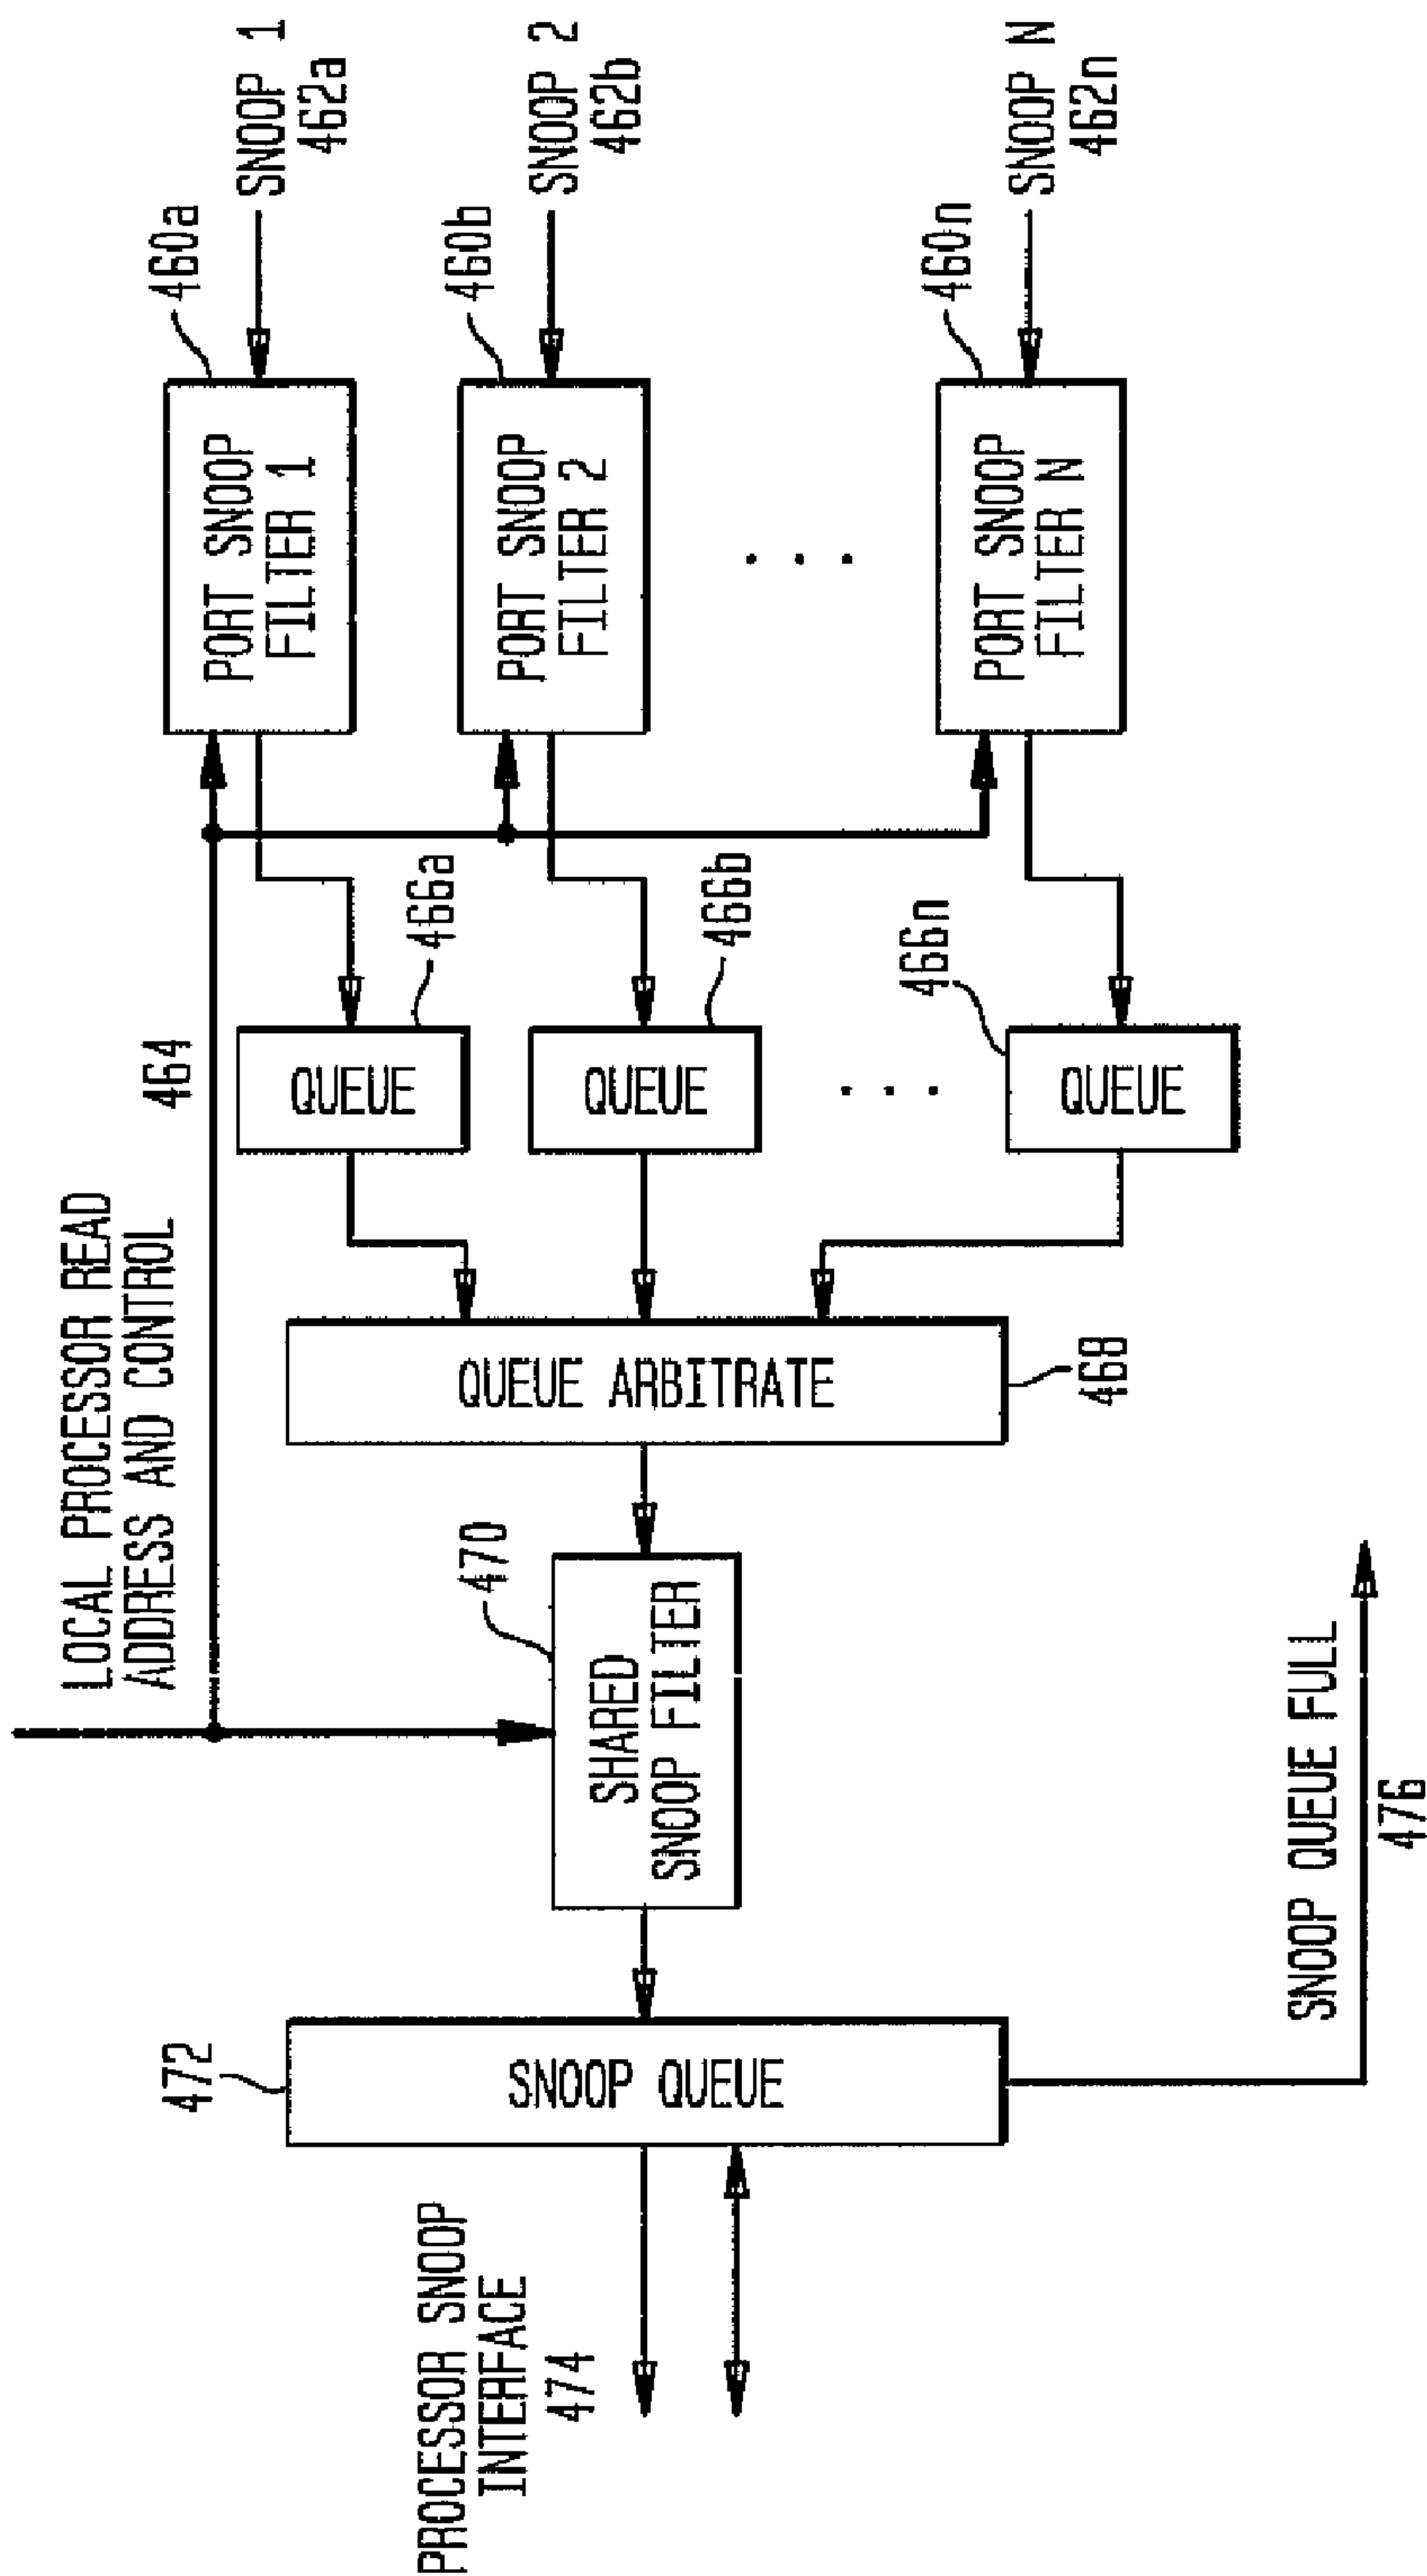 LOCAL PROCESSOR READ
ADDRESS AND CONTROL
464
PORT SNOOP
FILTER 1
460a
SNOOP 1
462a
PORT SNOOP
FILTER 2
460b
SNOOP 2
462b
. . .
PORT SNOOP
FILTER N
460n
SNOOP N
462n
QUEUE
466a
QUEUE
466b
. . .
QUEUE
466n
QUEUE ARBITRATE
468
SHARED
SNOOP FILTER
470
SNOOP QUEUE
472
PROCESSOR SNOOP
INTERFACE
474
SNOOP QUEUE FULL
476